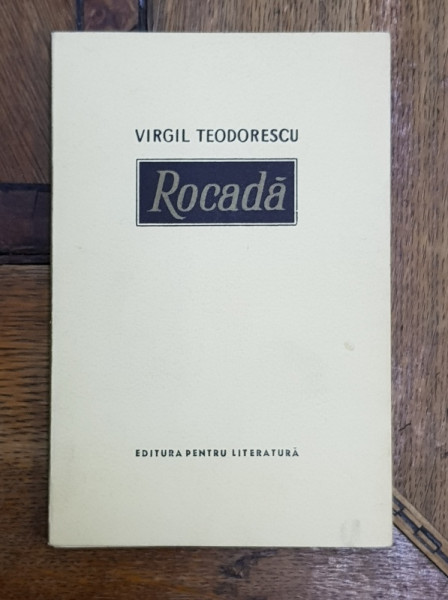 VIRGIL TEODORESCU
Rocadă
EDITURA PENTRU LITERATURĂ